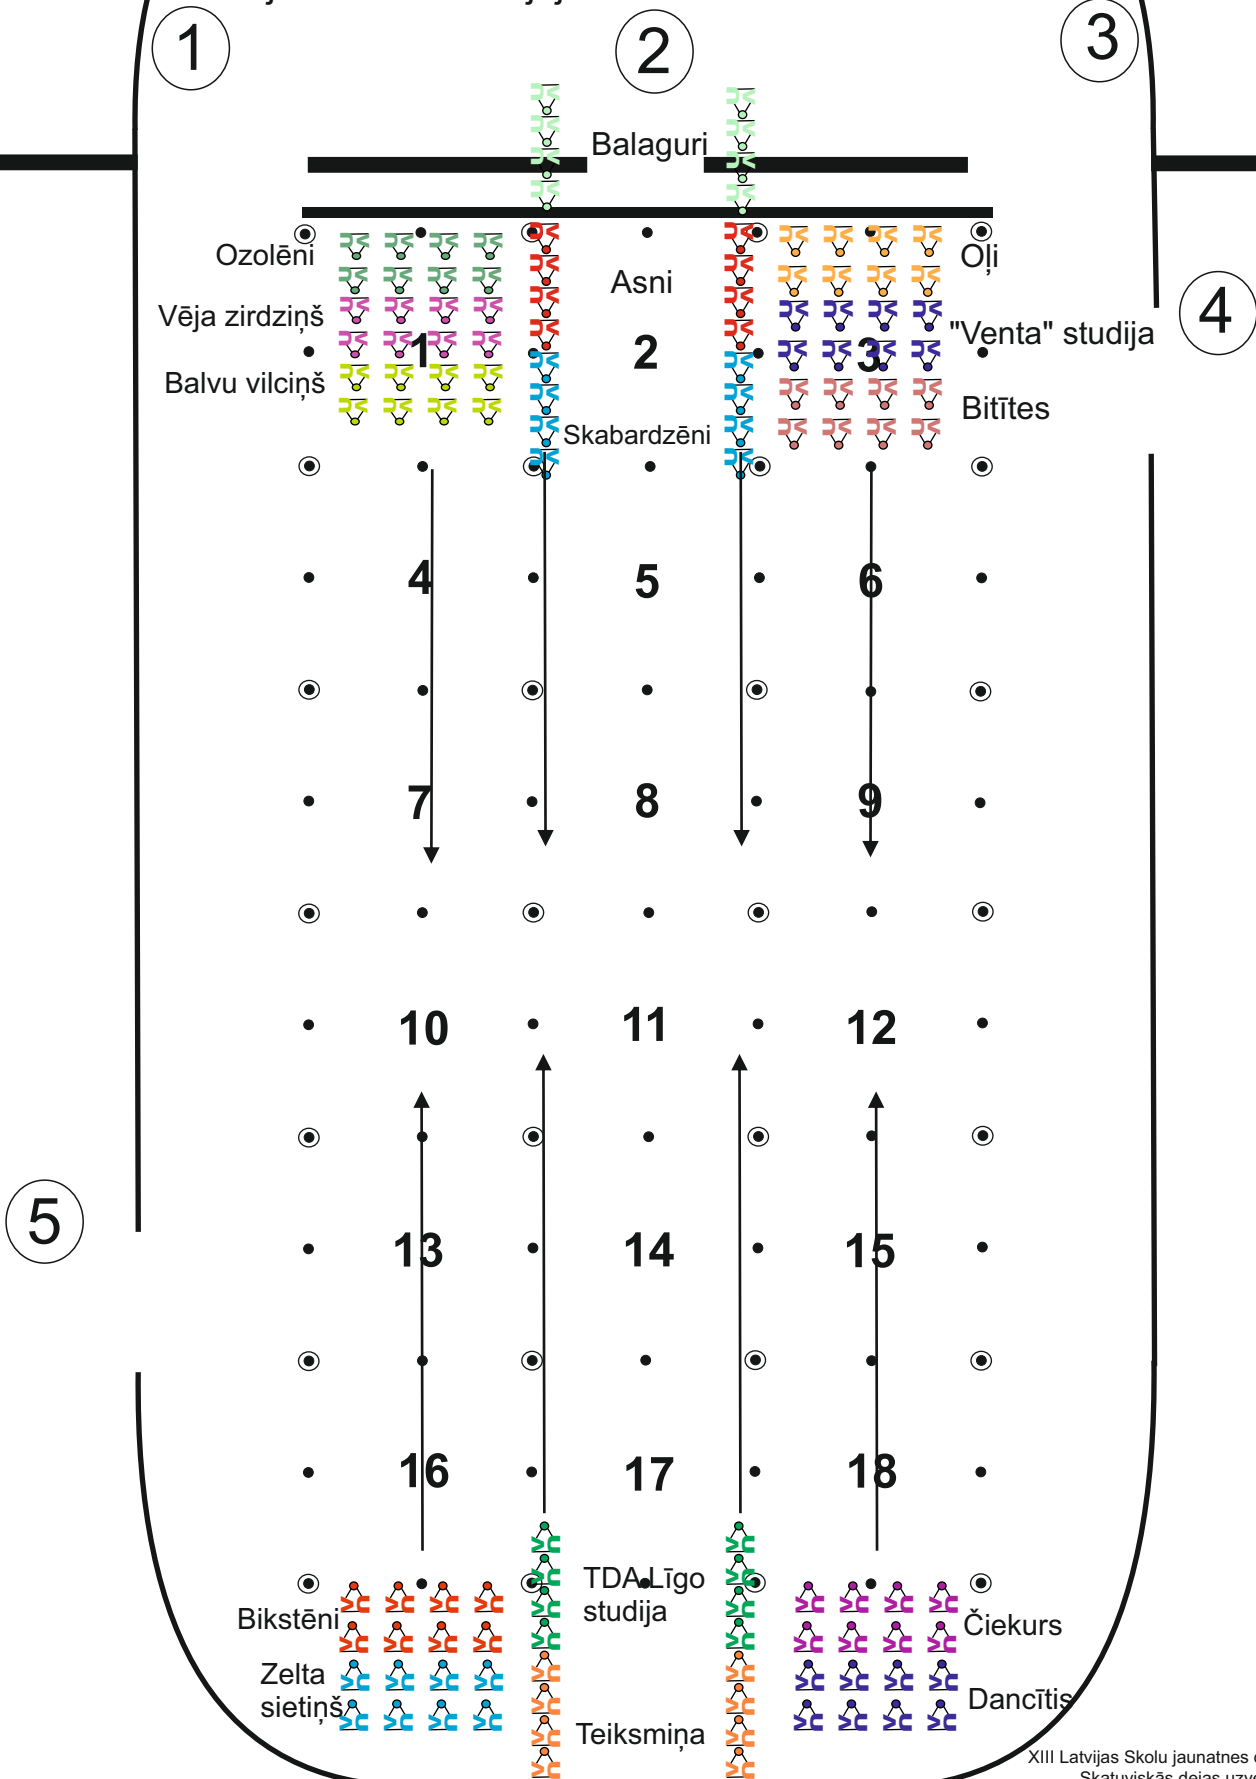 1
2
3
Balaguri
Ozolēni
Asni
Oļi
Vēja zirdziņš
4
1
2
3
"Venta" studija
Balvu vilciņš
Skabardzēni
Bitītes
4
5
6
7
8
9
10
11
12
5
13
14
15
16
17
18
TDA Līgo
studija
Bikstēni
Čiekurs
Zelta
sietiņš
Dancītis
Teiksmiņa
XIII Latvijas Skolu jaunatnes
Skatuviskās dejas